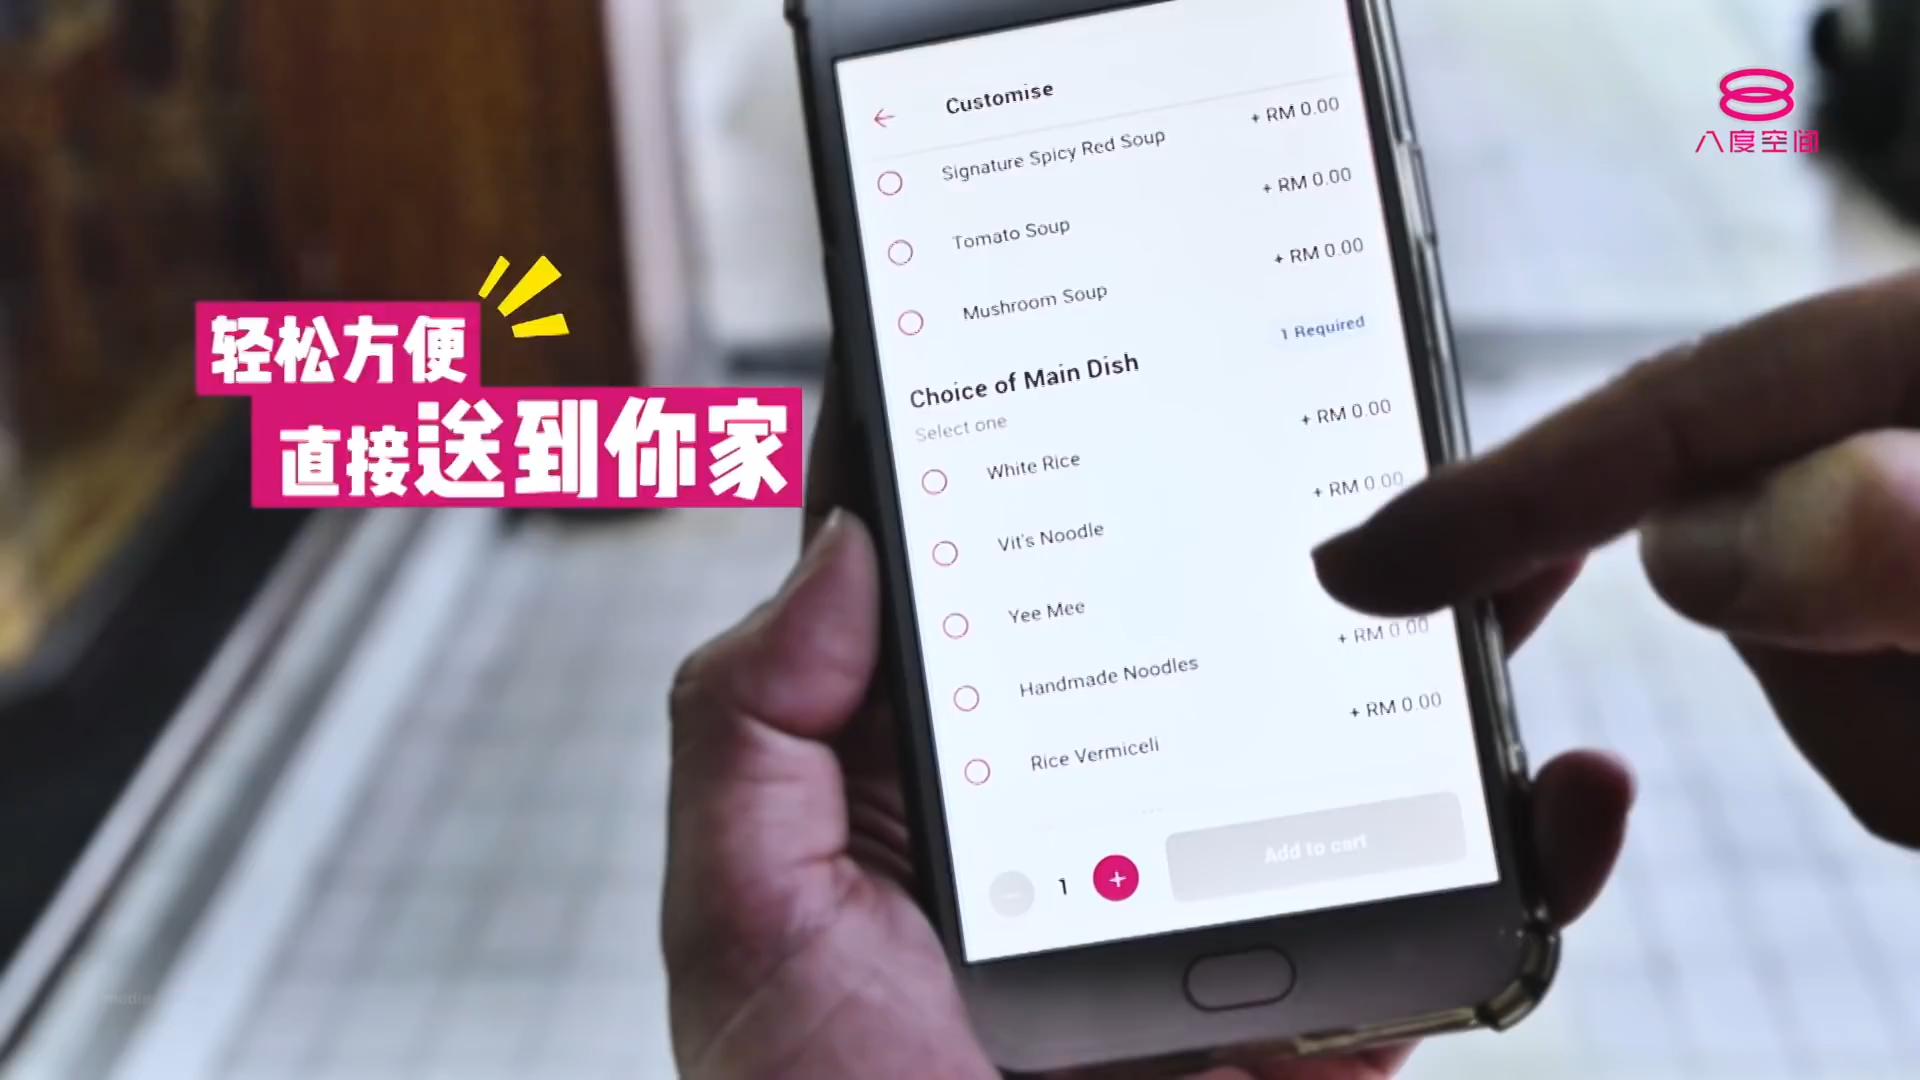 八度空间
轻松方便
直接送到你家
Customise
Signature Spicy Red Soup + RM 0.00
Tomato Soup + RM 0.00
Mushroom Soup + RM 0.00
Choice of Main Dish 1 Required
Select one
White Rice + RM 0.00
Vit's Noodle + RM 0.00
Yee Mee
Handmade Noodles + RM 0.00
Rice Vermiceli + RM 0.00
1 + Add to cart